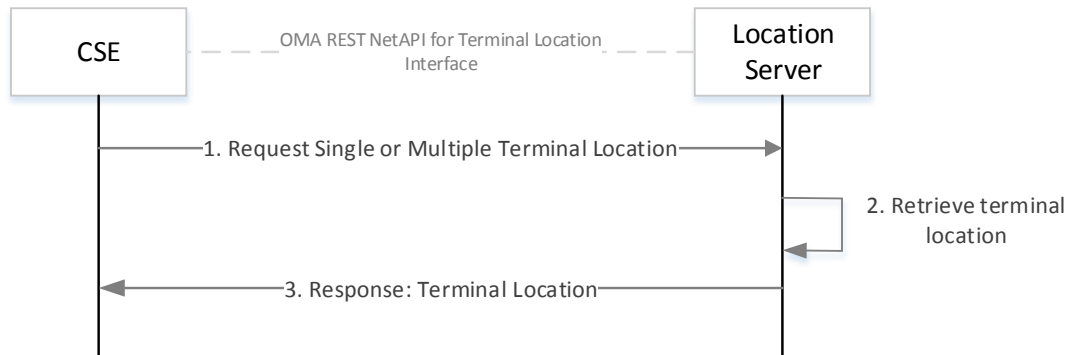 CSE
OMA REST NetAPI for Terminal Location
Interface
Location
Server
1. Request Single or Multiple Terminal Location
2. Retrieve terminal
location
3. Response: Terminal Location